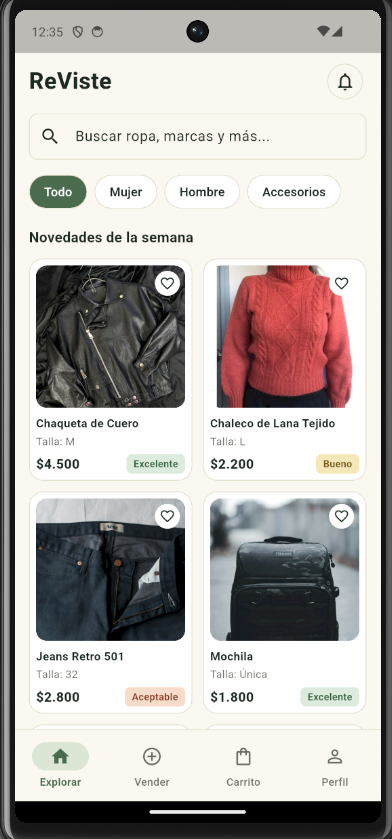 12:35
ReViste
Buscar ropa, marcas y más...
Todo Mujer Hombre Accesorios
Novedades de la semana
Chaqueta de Cuero
Talla: M
$4.500 Excelente
Chaleco de Lana Tejido
Talla: L
$2.200 Bueno
Jeans Retro 501
Talla: 32
$2.800 Aceptable
Mochila
Talla: Única
$1.800 Excelente
Explorar Vender Carrito Perfil